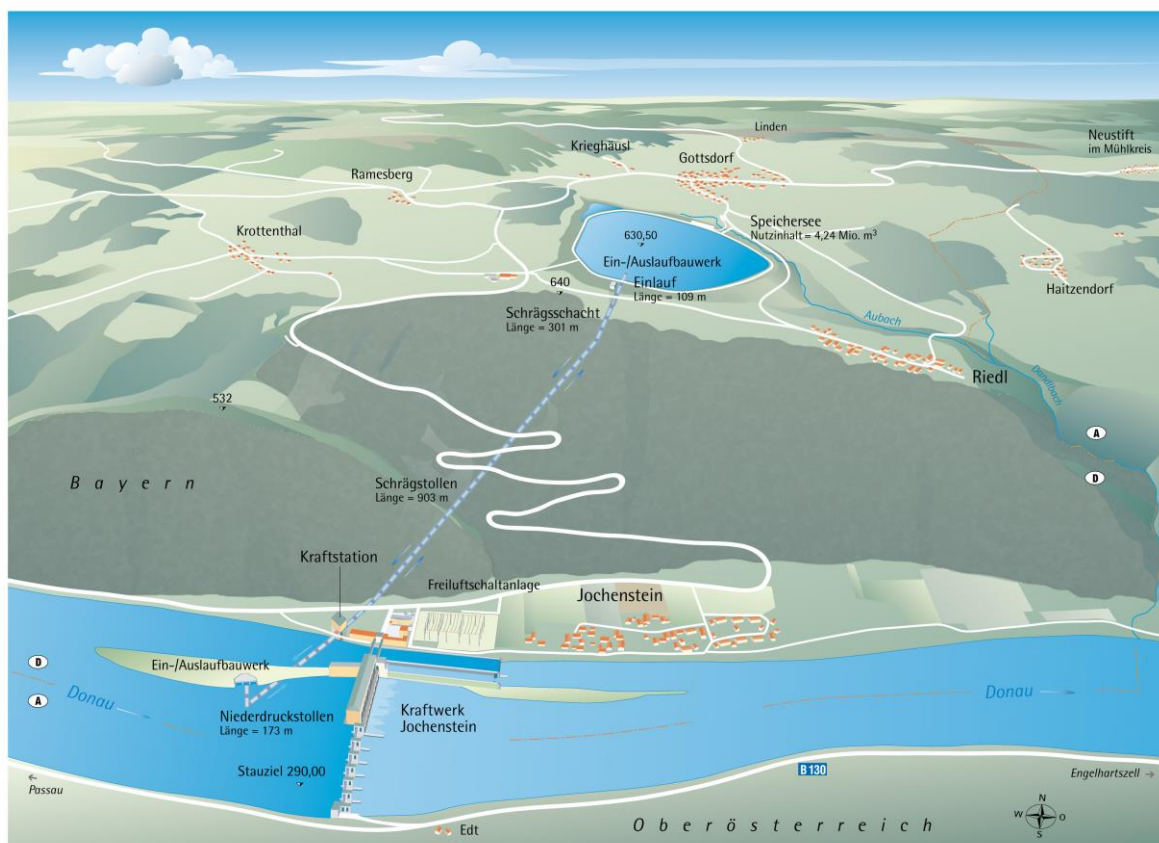 Linden
Neustift
im Mühlkreis
Krieghäusl
Gottsdorf
Ramesberg
Speichersee
Nutzinhalt = 4,24 Mio. m³
Krottenthal
630,50
Ein-/Auslaufbauwerk
Einlauf
Länge = 109 m
640
Haitzendorf
Schrägsschacht
Länge = 301 m
Aubach
Riedl
Dandlbach
532
A
D
Bayern
Schrägstollen
Länge = 903 m
Kraftstation
Freiluftschaltanlage
Jochenstein
Ein-/Auslaufbauwerk
D
A
Donau
Donau
Niederdruckstollen
Länge = 173 m
Kraftwerk
Jochenstein
Stauziel 290,00
B 130
← Passau
Engelhartszell →
Edt
Oberösterreich
N
W O
S